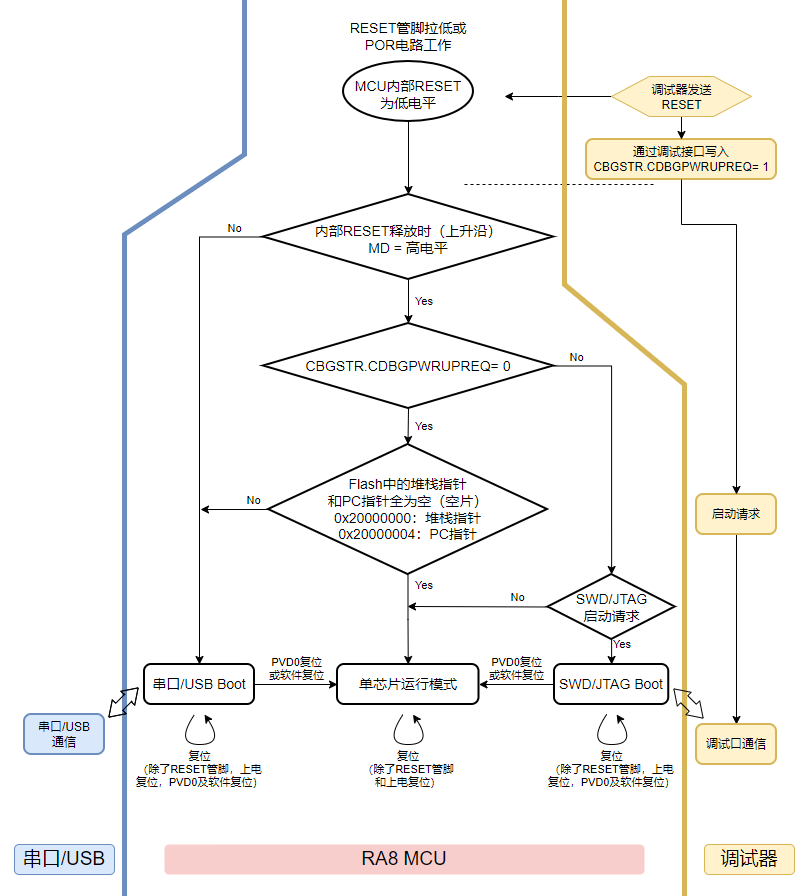 RESET管脚拉低或
POR电路工作
MCU内部RESET
为低电平
调试器发送
RESET
通过调试接口写入
CBGSTR.CDBGPWRUPREQ= 1
No
内部RESET释放时（上升沿）
MD = 高电平
Yes
CBGSTR.CDBGPWRUPREQ= 0
No
Yes
Flash中的堆栈指针
和PC指针全为空（空片）
0x20000000：堆栈指针
0x20000004：PC指针
No
启动请求
Yes
No
SWD/JTAG
启动请求
Yes
串口/USB Boot
PVD0复位
或软件复位
单芯片运行模式
PVD0复位
或软件复位
SWD/JTAG Boot
串口/USB
通信
调试口通信
复位
（除了RESET管脚，上电
复位，PVD0及软件复位)
复位
（除了RESET管脚
和上电复位)
复位
（除了RESET管脚，上电
复位，PVD0及软件复位)
串口/USB
RA8 MCU
调试器